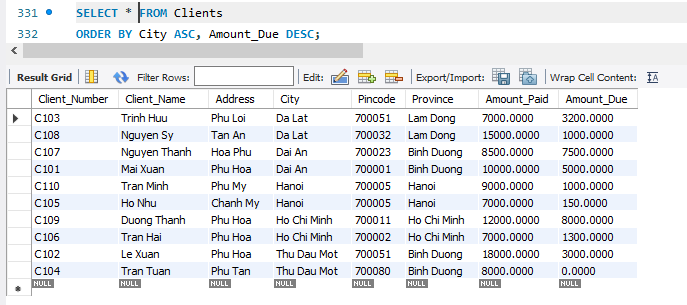 331 SELECT * FROM Clients
332 ORDER BY City ASC, Amount_Due DESC;
Result Grid Filter Rows: Edit: Export/Import: Wrap Cell Content: IA
Client_Number Client_Name Address City Pincode Province Amount_Paid Amount_Due
C103 Trinh Huu Phu Loi Da Lat 700051 Lam Dong 7000.0000 3200.0000
C108 Nguyen Sy Tan An Da Lat 700032 Lam Dong 15000.0000 1000.0000
C107 Nguyen Thanh Hoa Phu Dai An 700023 Binh Duong 8500.0000 7500.0000
C101 Mai Xuan Phu Hoa Dai An 700001 Binh Duong 10000.0000 5000.0000
C110 Tran Minh Phu My Hanoi 700005 Hanoi 9000.0000 1000.0000
C105 Ho Nhu Chanh My Hanoi 700005 Hanoi 7000.0000 150.0000
C109 Duong Thanh Phu Hoa Ho Chi Minh 700011 Ho Chi Minh 12000.0000 8000.0000
C106 Tran Hai Phu Hoa Ho Chi Minh 700002 Ho Chi Minh 7000.0000 1300.0000
C102 Le Xuan Phu Hoa Thu Dau Mot 700051 Binh Duong 18000.0000 3000.0000
C104 Tran Tuan Phu Tan Thu Dau Mot 700080 Binh Duong 8000.0000 0.0000
NULL NULL NULL NULL NULL NULL NULL NULL